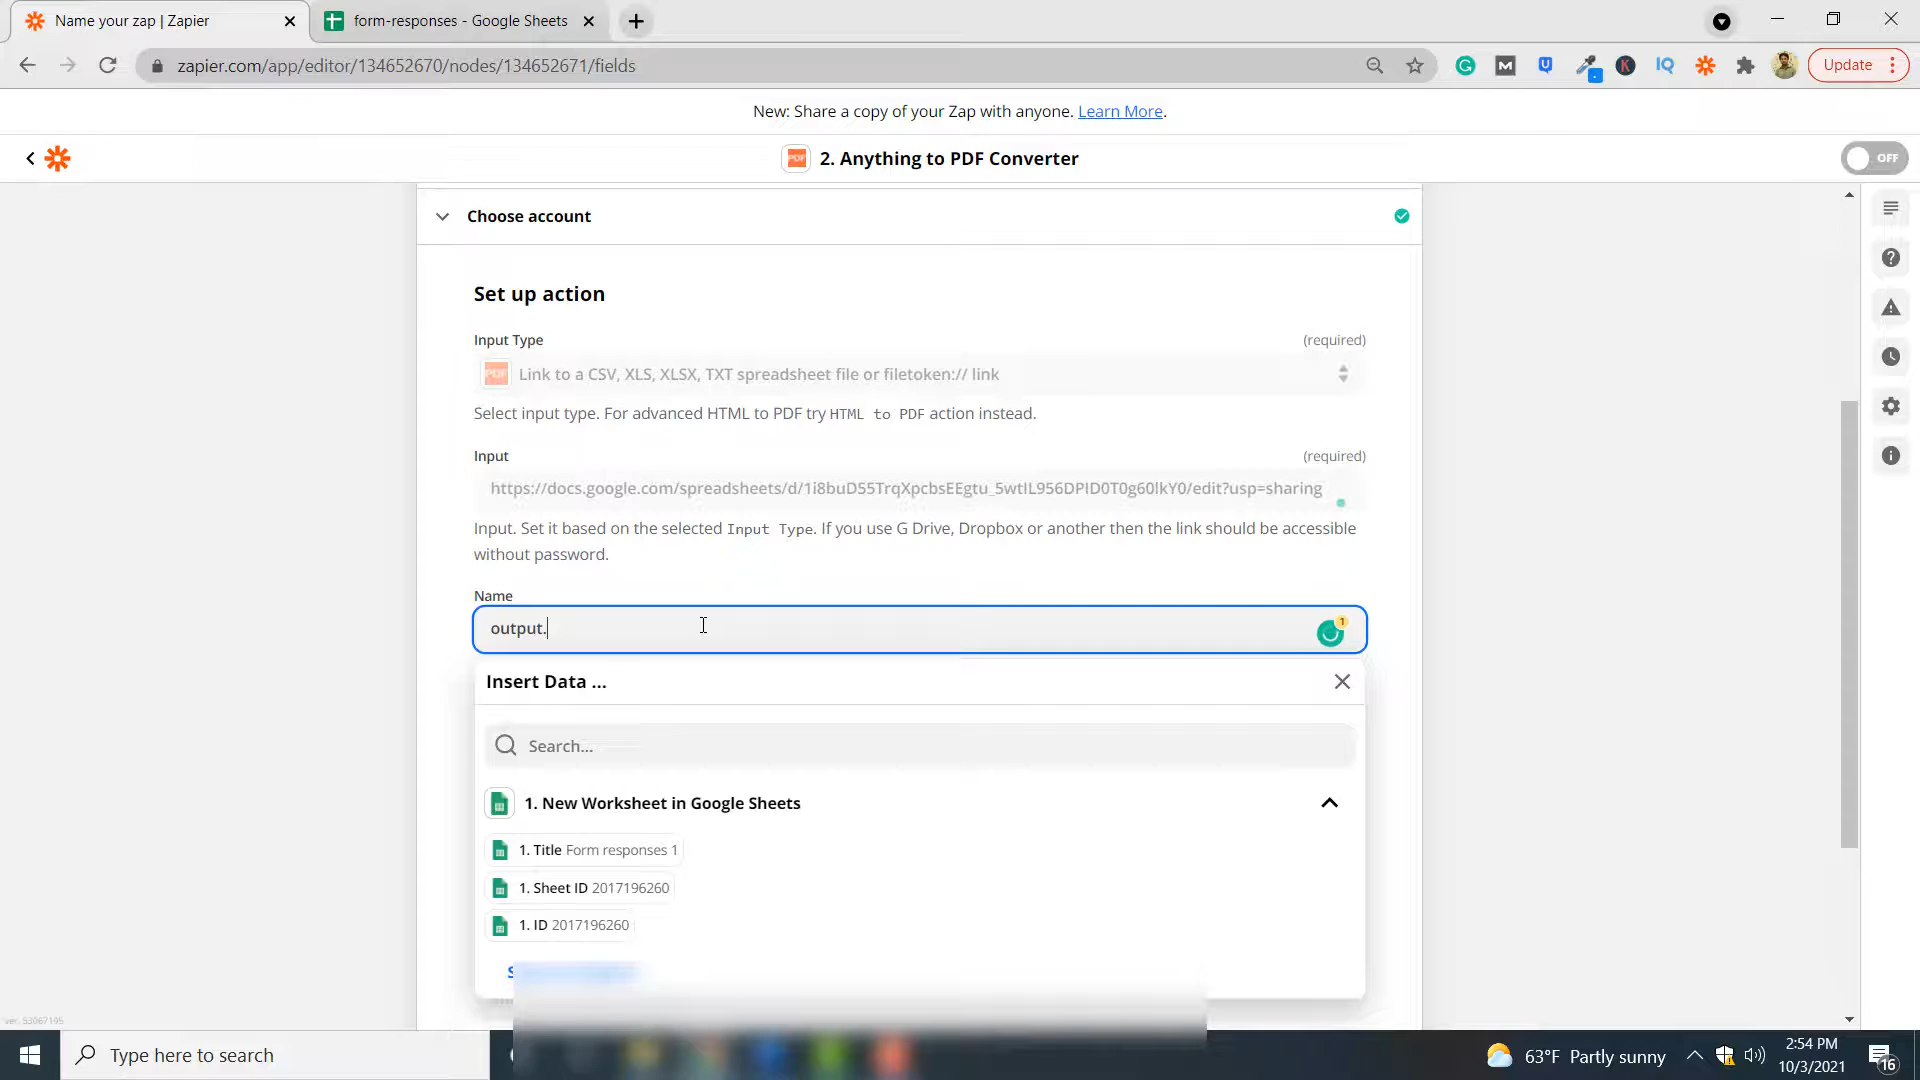 Name your zap | Zapier
form-responses - Google Sheets
zapier.com/app/editor/134652670/nodes/134652671/fields
Update
New: Share a copy of your Zap with anyone. Learn More.
PDF
2. Anything to PDF Converter
OFF
Choose account
Set up action
Input Type
(required)
PDF
Link to a CSV, XLS, XLSX, TXT spreadsheet file or filetoken:// link
Select input type. For advanced HTML to PDF try HTML to PDF action instead.
Input
(required)
https://docs.google.com/spreadsheets/d/1i8buD55TrqXpcbsEEgtu_5wtIL956DPID0T0g60lkY0/edit?usp=sharing
Input. Set it based on the selected Input Type. If you use G Drive, Dropbox or another then the link should be accessible
without password.
Name
output.
1
Insert Data ...
Search...
1. New Worksheet in Google Sheets
1. Title Form responses 1
1. Sheet ID 2017196260
1. ID 2017196260
ver. 53067195
Type here to search
63°F Partly sunny
2:54 PM
10/3/2021
16